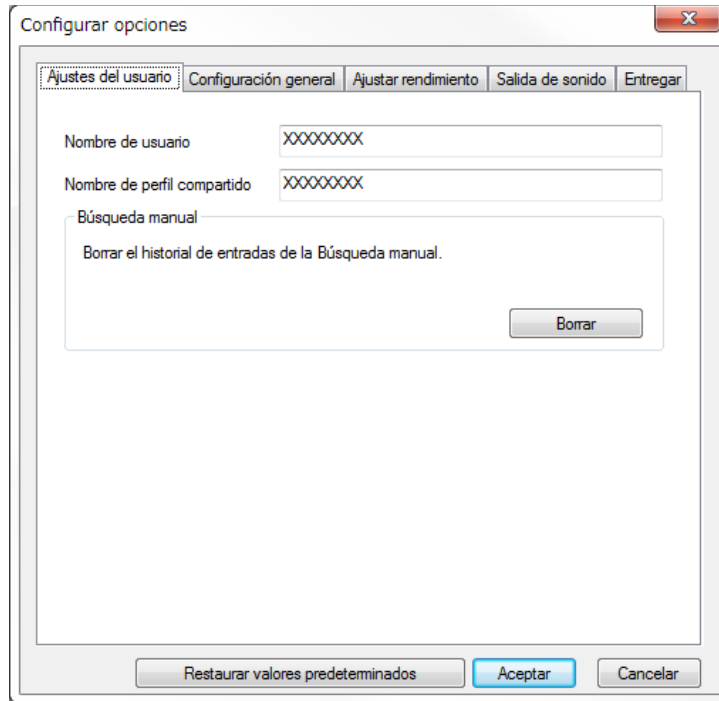 Configurar opciones
Ajustes del usuario Configuración general Ajustar rendimiento Salida de sonido Entregar
Nombre de usuario XXXXXXXX
Nombre de perfil compartido XXXXXXXX
Búsqueda manual
Borrar el historial de entradas de la Búsqueda manual.
Borrar
Restaurar valores predeterminados Aceptar Cancelar